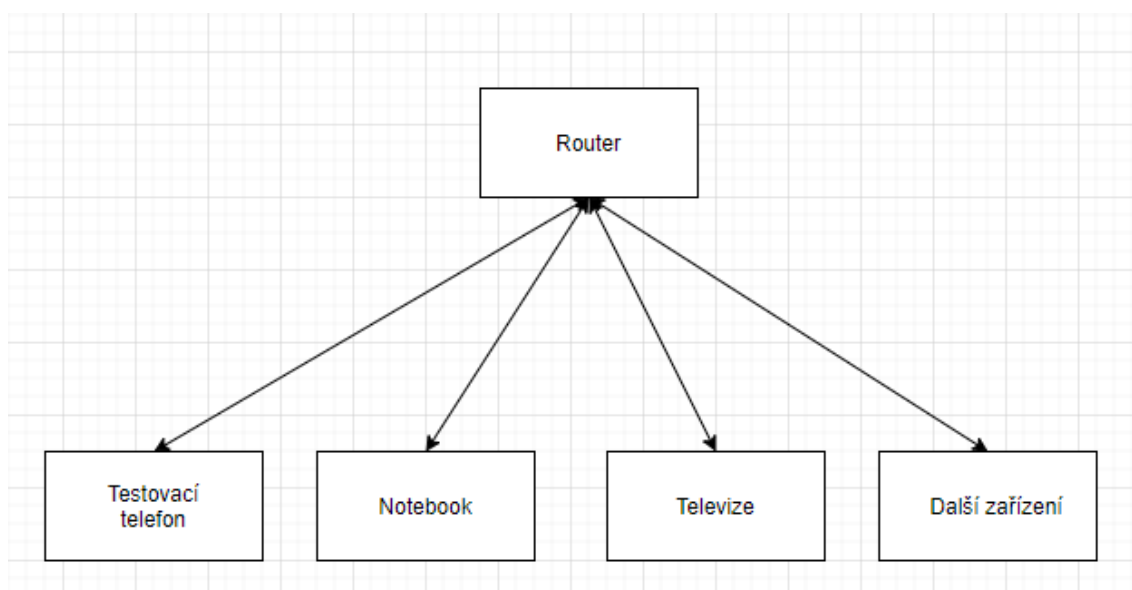 Router
Testovací
telefon
Notebook
Televize
Další zařízení